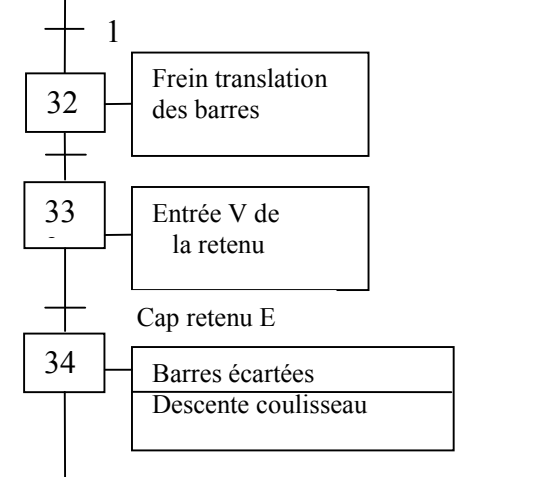 1
32
Frein translation
des barres
33
Entrée V de
la retenu
Cap retenu E
34
Barres écartées
Descente coulisseau